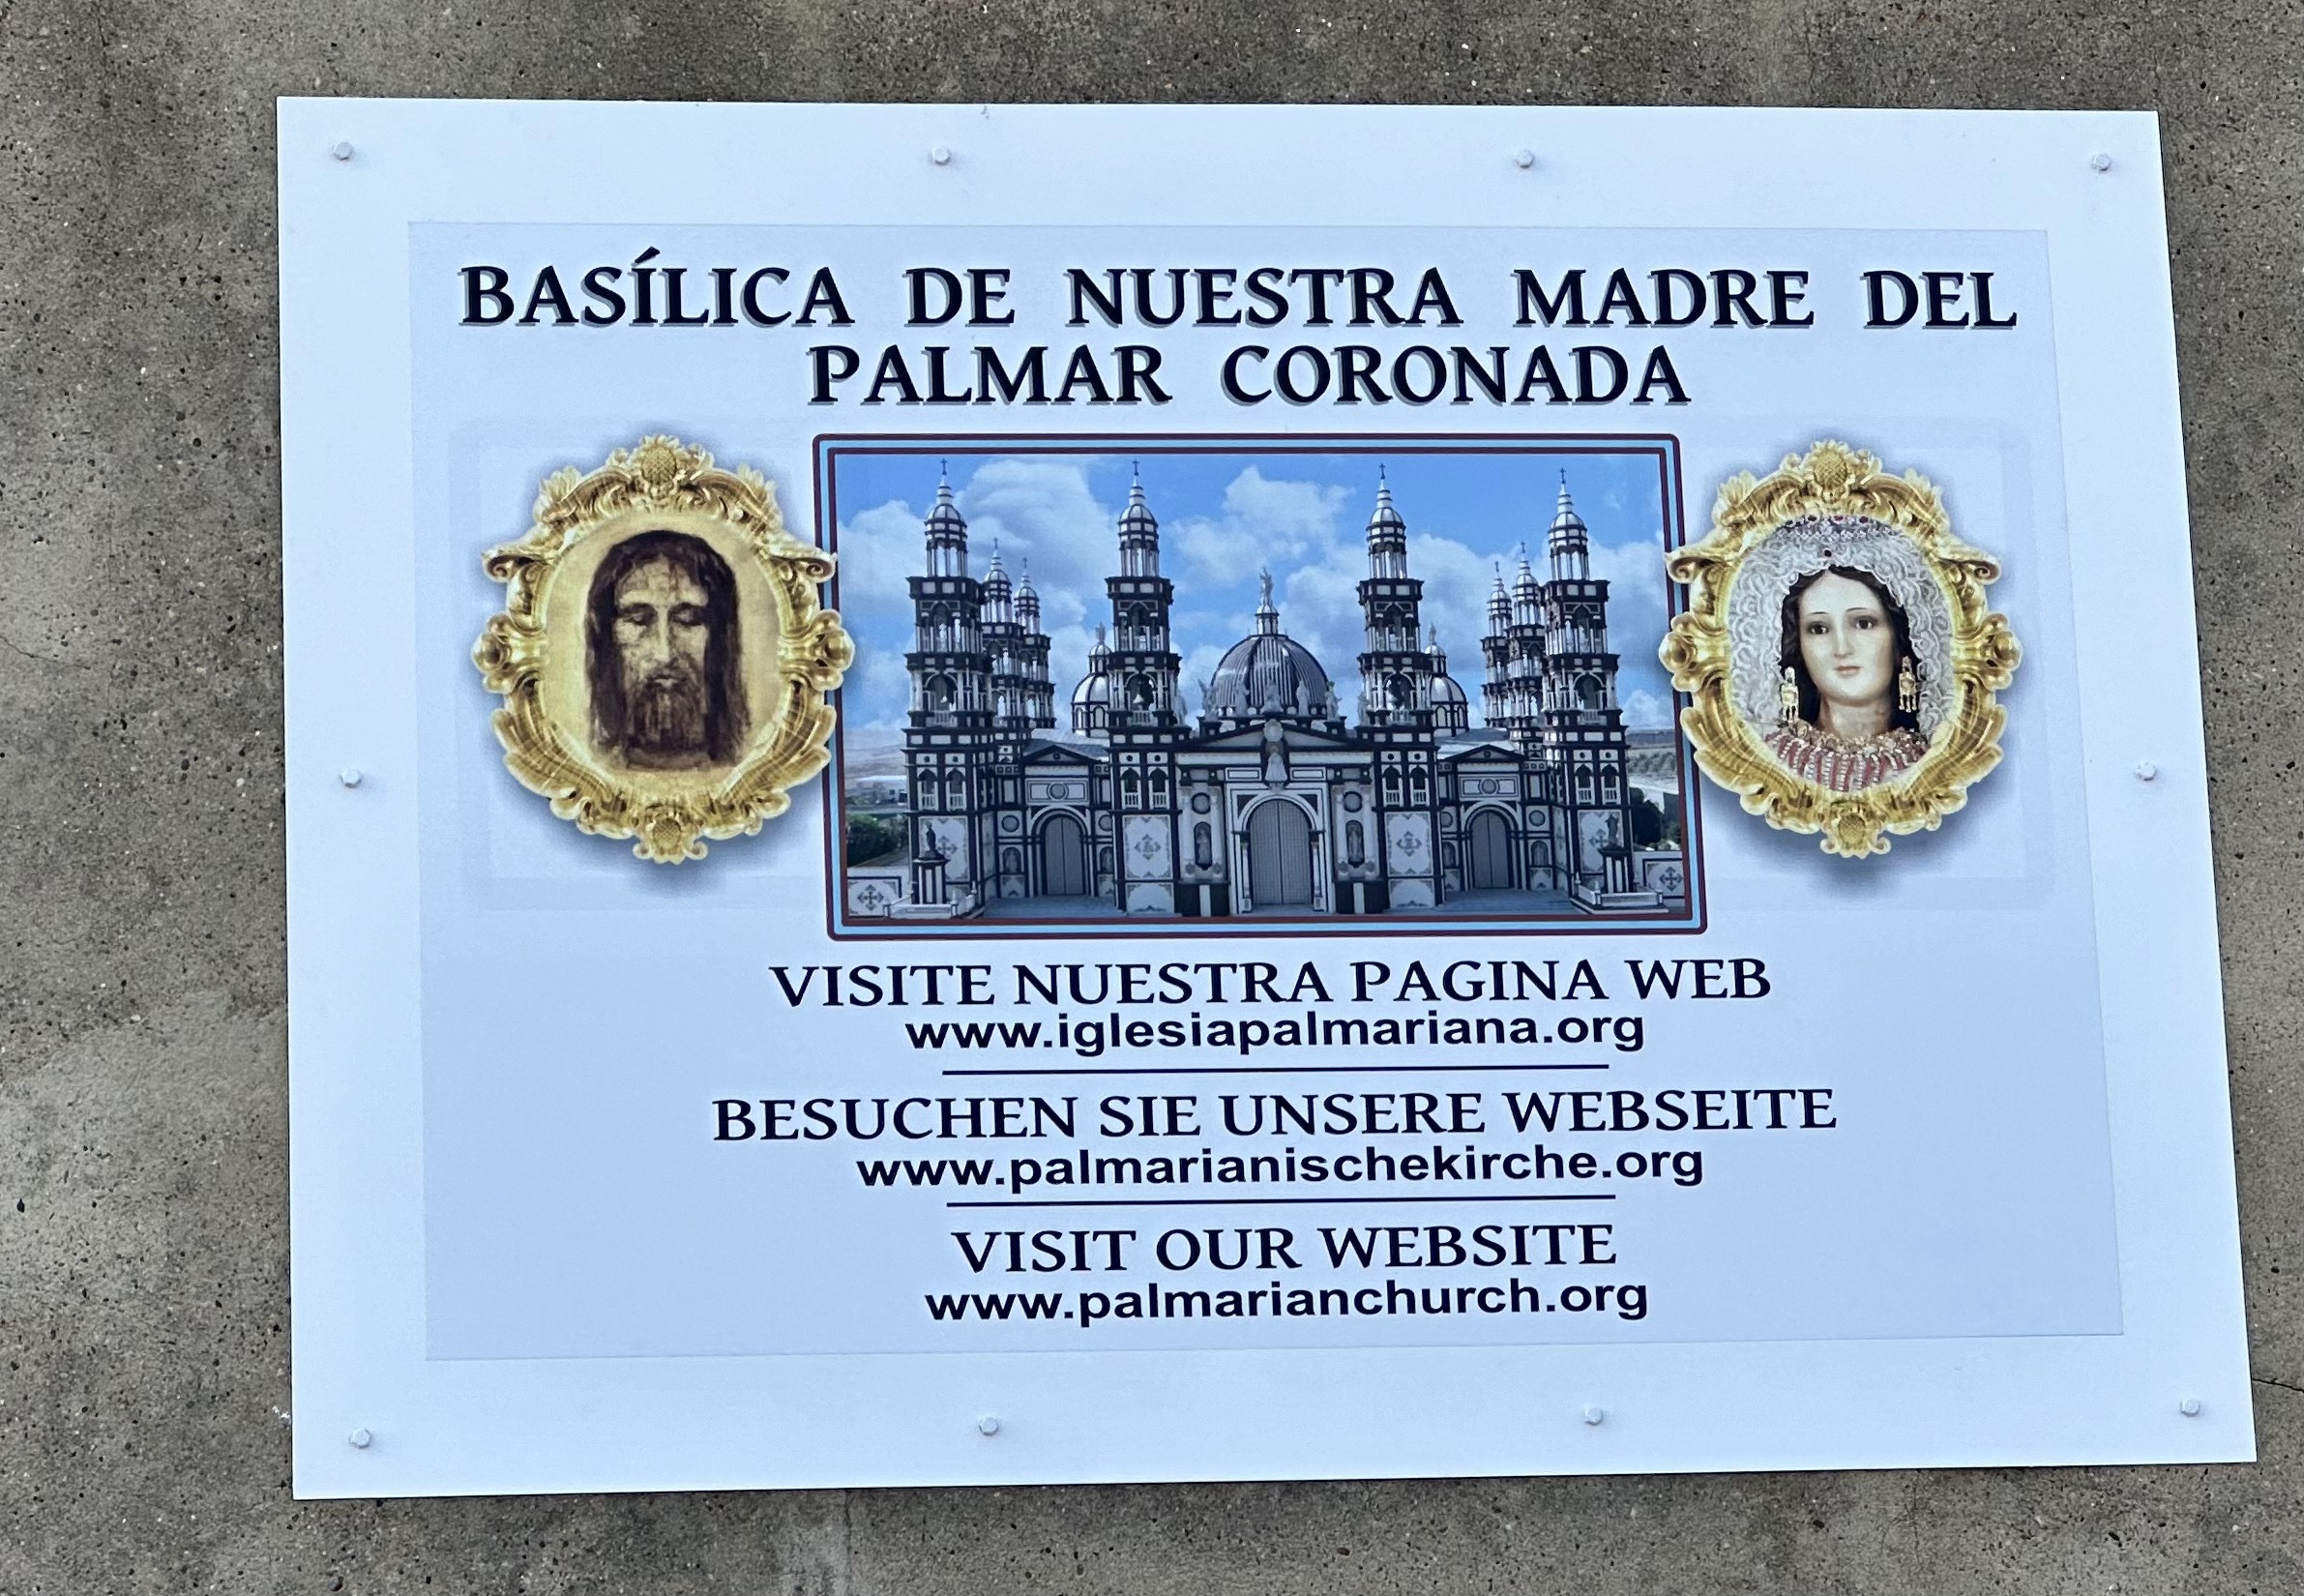 BASÍLICA DE NUESTRA MADRE DEL
PALMAR CORONADA
VISITE NUESTRA PAGINA WEB
www.iglesiapalmariana.org
BESUCHEN SIE UNSERE WEBSEITE
www.palmarianischekirche.org
VISIT OUR WEBSITE
www.palmarianchurch.org